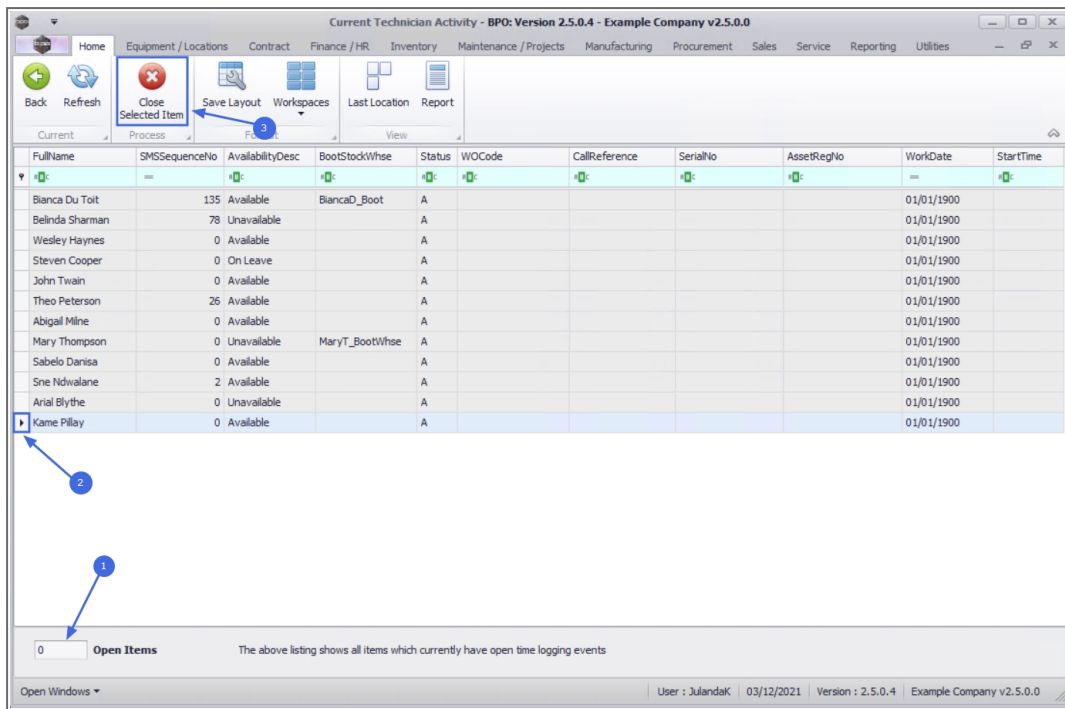 Current Technician Activity - BPO: Version 2.5.0.4 - Example Company v2.5.0.0
Home Equipment / Locations Contract Finance / HR Inventory Maintenance / Projects Manufacturing Procurement Sales Service Reporting Utilities
Back Refresh Close Selected Item Save Layout Workspaces Last Location Report
3
Current Process View
FullName SMSSequenceNo AvailabilityDesc BootStockWhse Status WOCode CallReference SerialNo AssetRegNo WorkDate StartTime
Bianca Du Toit 135 Available BiancaD_Boot A 01/01/1900
Belinda Sharman 78 Unavailable A 01/01/1900
Wesley Haynes 0 Available A 01/01/1900
Steven Cooper 0 On Leave A 01/01/1900
John Twain 0 Available A 01/01/1900
Theo Peterson 26 Available A 01/01/1900
Abigail Milne 0 Available A 01/01/1900
Mary Thompson 0 Unavailable MaryT_BootWhse A 01/01/1900
Sabelo Danisa 0 Available A 01/01/1900
Sne Ndwalane 2 Available A 01/01/1900
Arial Blythe 0 Unavailable A 01/01/1900
Kame Pillay 0 Available A 01/01/1900
2
1
0 Open Items The above listing shows all items which currently have open time logging events
Open Windows User : JulandaK 03/12/2021 Version : 2.5.0.4 Example Company v2.5.0.0